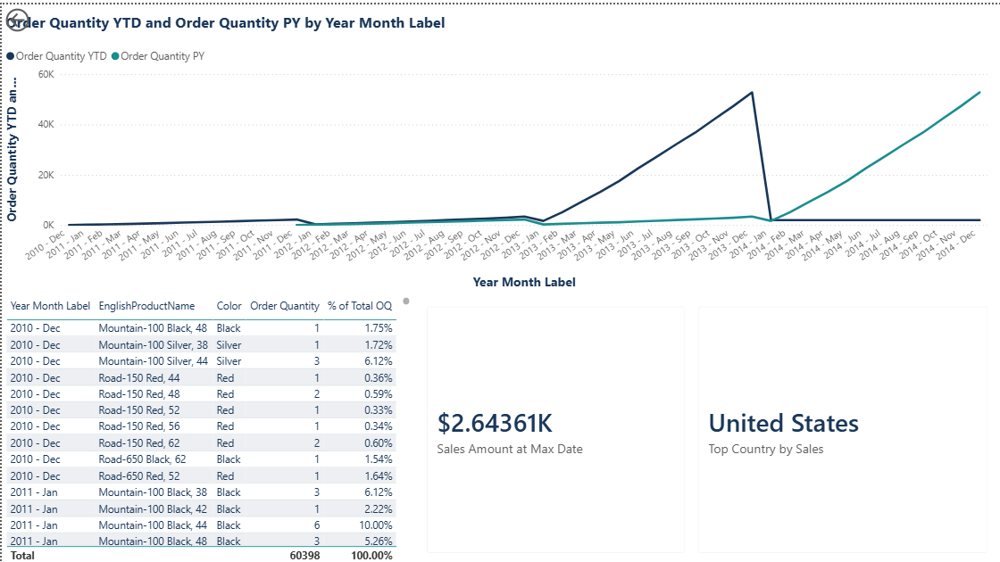 Order Quantity YTD and Order Quantity PY by Year Month Label
Order Quantity YTD Order Quantity PY
Order Quantity YTD an...
60K
40K
20K
0K
2010 - Dec
2011 - Jan
2011 - Feb
2011 - Mar
2011 - Apr
2011 - May
2011 - Jun
2011 - Jul
2011 - Aug
2011 - Sep
2011 - Oct
2011 - Nov
2011 - Dec
2012 - Jan
2012 - Feb
2012 - Mar
2012 - Apr
2012 - May
2012 - Jun
2012 - Jul
2012 - Aug
2012 - Sep
2012 - Oct
2012 - Nov
2012 - Dec
2013 - Jan
2013 - Feb
2013 - Mar
2013 - Apr
2013 - May
2013 - Jun
2013 - Jul
2013 - Aug
2013 - Sep
2013 - Oct
2013 - Nov
2013 - Dec
2014 - Jan
2014 - Feb
2014 - Mar
2014 - Apr
2014 - May
2014 - Jun
2014 - Jul
2014 - Aug
2014 - Sep
2014 - Oct
2014 - Nov
2014 - Dec
Year Month Label
Year Month Label EnglishProductName Color Order Quantity % of Total OQ
2010 - Dec Mountain-100 Black, 48 Black 1 1.75%
2010 - Dec Mountain-100 Silver, 38 Silver 1 1.72%
2010 - Dec Mountain-100 Silver, 44 Silver 3 6.12%
2010 - Dec Road-150 Red, 44 Red 1 0.36%
2010 - Dec Road-150 Red, 48 Red 2 0.59%
2010 - Dec Road-150 Red, 52 Red 1 0.33%
2010 - Dec Road-150 Red, 56 Red 1 0.34%
2010 - Dec Road-150 Red, 62 Red 2 0.60%
2010 - Dec Road-650 Black, 62 Black 1 1.54%
2010 - Dec Road-650 Red, 52 Red 1 1.64%
2011 - Jan Mountain-100 Black, 38 Black 3 6.12%
2011 - Jan Mountain-100 Black, 42 Black 1 2.22%
2011 - Jan Mountain-100 Black, 44 Black 6 10.00%
2011 - Jan Mountain-100 Black, 48 Black 3 5.26%
Total 60398 100.00%
$2.64361K
Sales Amount at Max Date
United States
Top Country by Sales